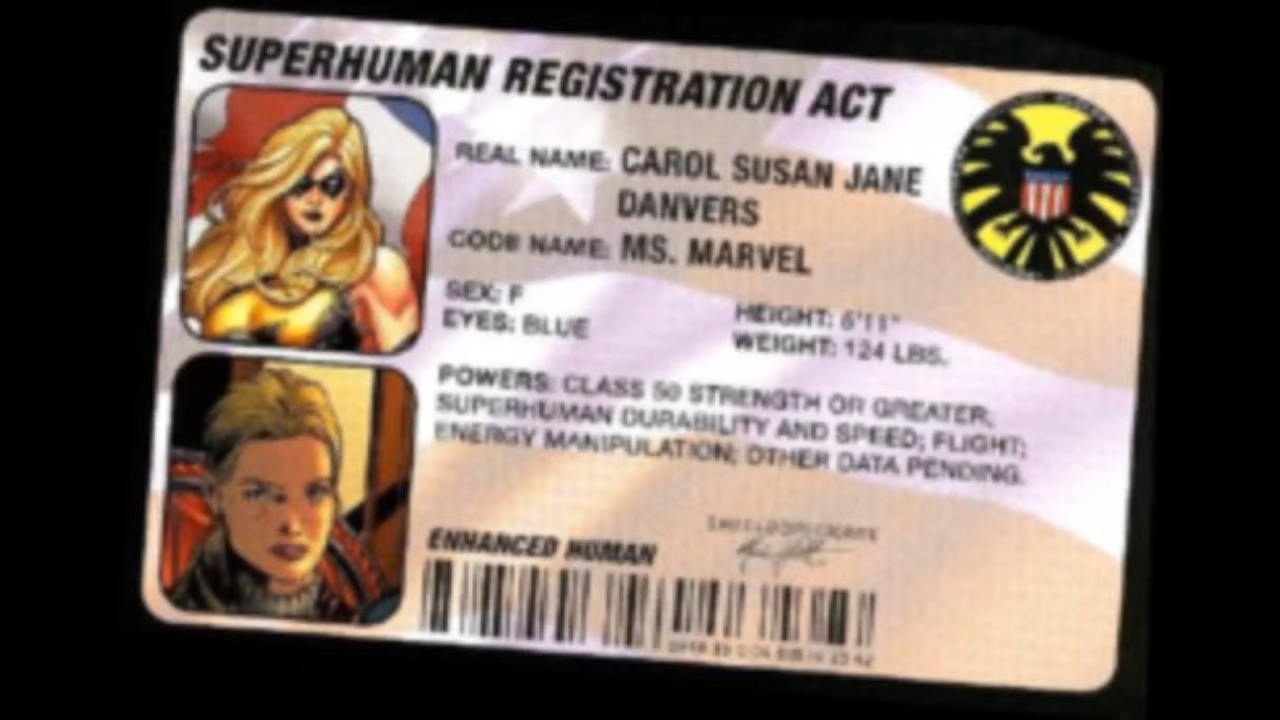 SUPERHUMAN REGISTRATION ACT
REAL NAME: CAROL SUSAN JANE
DANVERS
CODE NAME: MS. MARVEL
SEX: F
HEIGHT: 5'11"
EYES: BLUE
WEIGHT: 124 LBS.
POWERS: CLASS 50 STRENGTH OR GREATER;
SUPERHUMAN DURABILITY AND SPEED; FLIGHT;
ENERGY MANIPULATION; OTHER DATA PENDING.
ENHANCED HUMAN